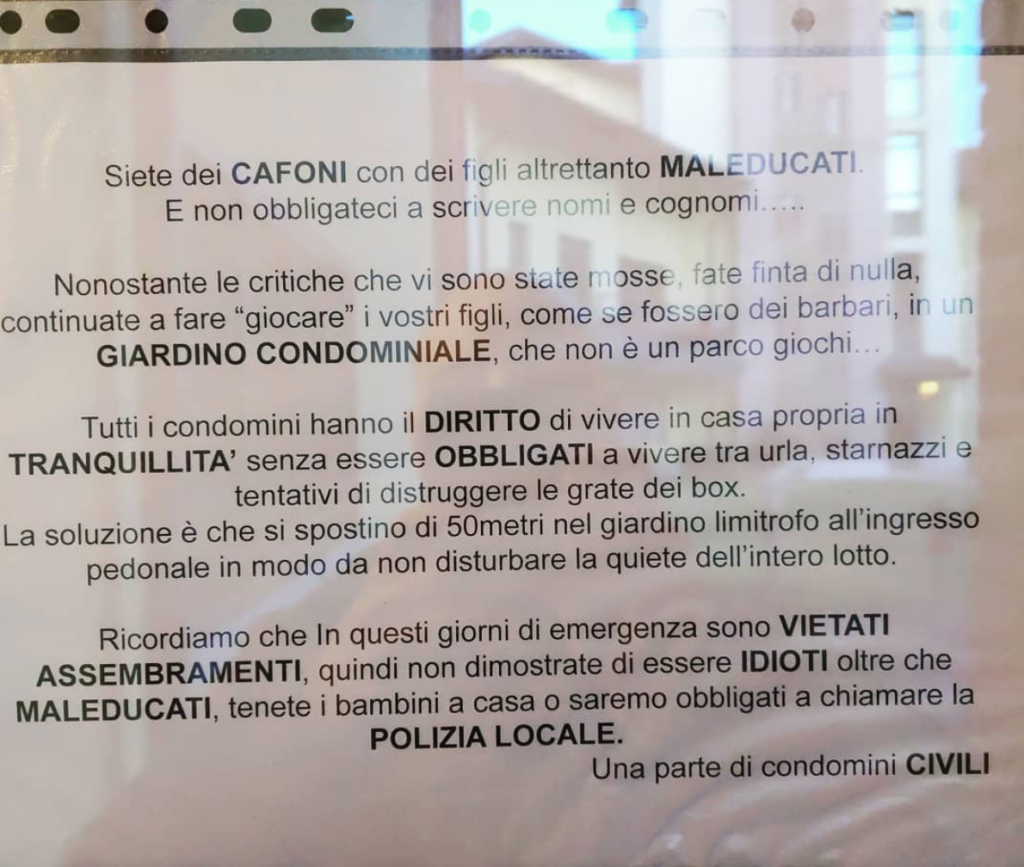 Siete dei CAFONI con dei figli altrettanto MALEDUCATI.
E non obbligateci a scrivere nomi e cognomi.....
Nonostante le critiche che vi sono state mosse, fate finta di nulla,
continuate a fare “giocare” i vostri figli, come se fossero dei barbari, in un
GIARDINO CONDOMINIALE, che non è un parco giochi...
Tutti i condomini hanno il DIRITTO di vivere in casa propria in
TRANQUILLITA’ senza essere OBBLIGATI a vivere tra urla, starnazzi e
tentativi di distruggere le grate dei box.
La soluzione è che si spostino di 50metri nel giardino limitrofo all’ingresso
pedonale in modo da non disturbare la quiete dell’intero lotto.
Ricordiamo che In questi giorni di emergenza sono VIETATI
ASSEMBRAMENTI, quindi non dimostrate di essere IDIOTI oltre che
MALEDUCATI, tenete i bambini a casa o saremo obbligati a chiamare la
POLIZIA LOCALE.
Una parte di condomini CIVILI